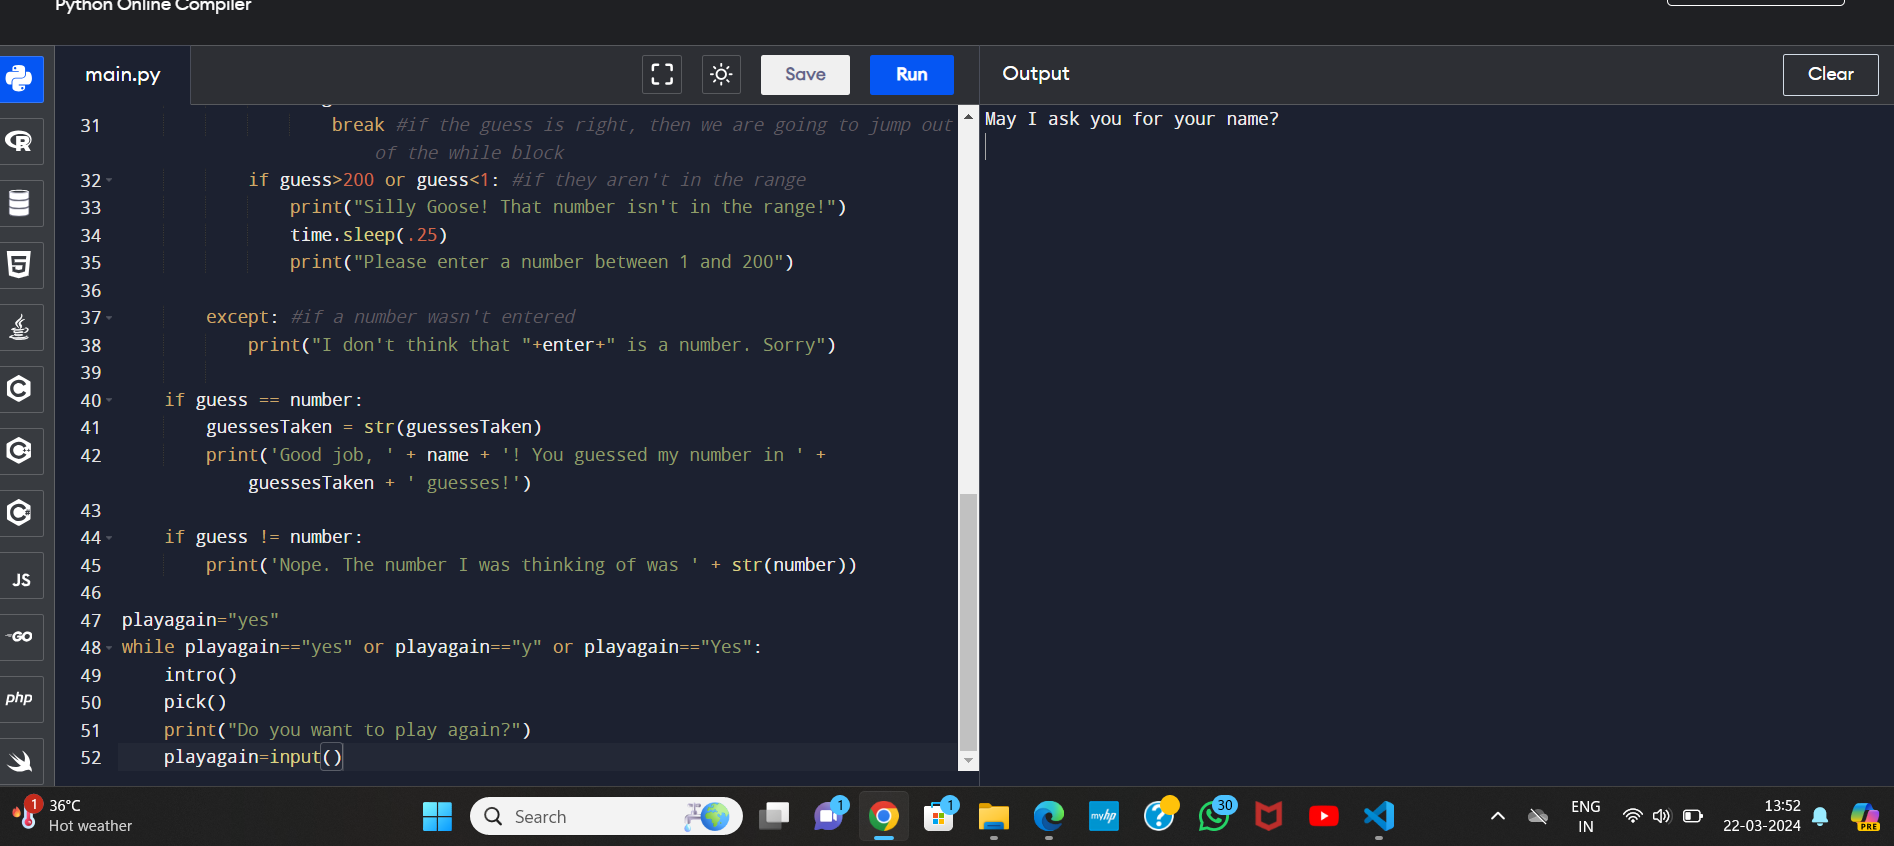 Python Online Compiler
main.py
Save
Run
Output
Clear
31 break #if the guess is right, then we are going to jump out
of the while block
32 if guess>200 or guess<1: #if they aren't in the range
33 print("Silly Goose! That number isn't in the range!")
34 time.sleep(.25)
35 print("Please enter a number between 1 and 200")
36
37 except: #if a number wasn't entered
38 print("I don't think that "+enter+" is a number. Sorry")
39
40 if guess == number:
41 guessesTaken = str(guessesTaken)
42 print('Good job, ' + name + '! You guessed my number in ' +
guessesTaken + ' guesses!')
43
44 if guess != number:
45 print('Nope. The number I was thinking of was ' + str(number))
46
47 playagain="yes"
48 while playagain=="yes" or playagain=="y" or playagain=="Yes":
49 intro()
50 pick()
51 print("Do you want to play again?")
52 playagain=input()
May I ask you for your name?
R
5
C
C
C
JS
GO
php
1
36°C
Hot weather
Search
1
1
myhp
?
30
ENG
IN
13:52
22-03-2024
PRE